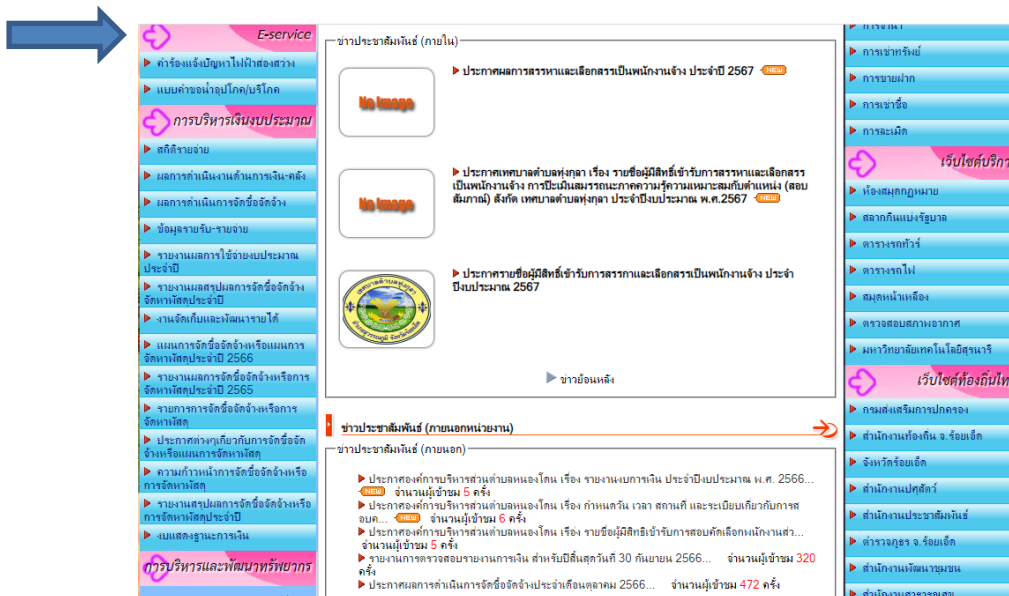 E-service
คำร้องแจ้งปัญหาไฟฟ้าส่องสว่าง
แบบคำขอน้ำอุปโภค/บริโภค
การบริหารเงินงบประมาณ
สถิติรายจ่าย
ผลการดำเนินงานด้านการเงิน-คลัง
ผลการดำเนินการจัดซื้อจัดจ้าง
ข้อมูลรายรับ-รายจ่าย
รายงานผลการใช้จ่ายงบประมาณ
ประจำปี
รายงานผลสรุปผลการจัดซื้อจัดจ้าง
จัดหาพัสดุประจำปี
งานจัดเก็บและพัฒนารายได้
แผนการจัดซื้อจัดจ้างหรือแผนการ
จัดหาพัสดุประจำปี 2566
รายงานผลการจัดซื้อจัดจ้างหรือการ
จัดหาพัสดุประจำปี 2565
รายการการจัดซื้อจัดจ้างหรือการ
จัดหาพัสดุ
ประกาศต่างๆเกี่ยวกับการจัดซื้อจัด
จ้างหรือแผนการจัดหาพัสดุ
ความก้าวหน้าการจัดซื้อจัดจ้างหรือ
การจัดหาพัสดุ
รายงานสรุปผลการจัดซื้อจัดจ้างหรือ
การจัดหาพัสดุประจำปี
งบแสดงฐานะการเงิน
การบริหารและพัฒนาทรัพยากร
ข่าวประชาสัมพันธ์ (ภายใน)
No Image
ประกาศผลการสรรหาและเลือกสรรเป็นพนักงานจ้าง ประจำปี 2567 NEW
No Image
ประกาศเทศบาลตำบลทุ่งกุลา เรื่อง รายชื่อผู้มีสิทธิ์เข้ารับการสรรหาและเลือกสรร
เป็นพนักงานจ้าง การประเมินสมรรถนะภาคความรู้ความเหมาะสมกับตำแหน่ง (สอบ
สัมภาณ์) สังกัด เทศบาลตำบลทุ่งกุลา ประจำปีงบประมาณ พ.ศ.2567 NEW
ประกาศรายชื่อผู้มีสิทธิ์เข้ารับการสรรกาและเลือกสรรเป็นพนักงานจ้าง ประจำ
ปีงบประมาณ 2567
ข่าวย้อนหลัง
ข่าวประชาสัมพันธ์ (ภายนอกหน่วยงาน)
ข่าวประชาสัมพันธ์ (ภายนอก)
ประกาศองค์การบริหารส่วนตำบลหนองโดน เรื่อง รายงานงบการเงิน ประจำปีงบประมาณ พ.ศ. 2566...
NEW จำนวนผู้เข้าชม 5 ครั้ง
ประกาศองค์การบริหารส่วนตำบลหนองโดน เรื่อง กำหนดวัน เวลา สถานที่ และระเบียบเกี่ยวกับการส
อบค... NEW จำนวนผู้เข้าชม 6 ครั้ง
ประกาศองค์การบริหารส่วนตำบลหนองโดน เรื่อง รายชื่อผู้มีสิทธิเข้ารับการสอบคัดเลือกพนักงานส่ว...
จำนวนผู้เข้าชม 5 ครั้ง
รายงานการตรวจสอบรายงานการเงิน สำหรับปีสิ้นสุดวันที่ 30 กันยายน 2566... จำนวนผู้เข้าชม 320
ครั้ง
ประกาศผลการดำเนินการจัดซื้อจัดจ้างประจำเดือนตุลาคม 2566... จำนวนผู้เข้าชม 472 ครั้ง
การเช่าทรัพย์
การขายฝาก
การเช่าซื้อ
การละเมิด
เว็บไซต์บริกา
ห้องสมุดกฎหมาย
สลากกินแบ่งรัฐบาล
ตารางรถทัวร์
ตารางรถไฟ
สมุดหน้าเหลือง
ตรวจสอบสภาพอากาศ
มหาวิทยาลัยเทคโนโลยีสุรนารี
เว็บไซต์ท้องถิ่นไท
กรมส่งเสริมการปกครอง
สำนักงานท้องถิ่น จ.ร้อยเอ็ด
จังหวัดร้อยเอ็ด
สำนักงานปศุสัตว์
สำนักงานประชาสัมพันธ์
ตำรวจภูธร จ.ร้อยเอ็ด
สำนักงานพัฒนาชุมชน